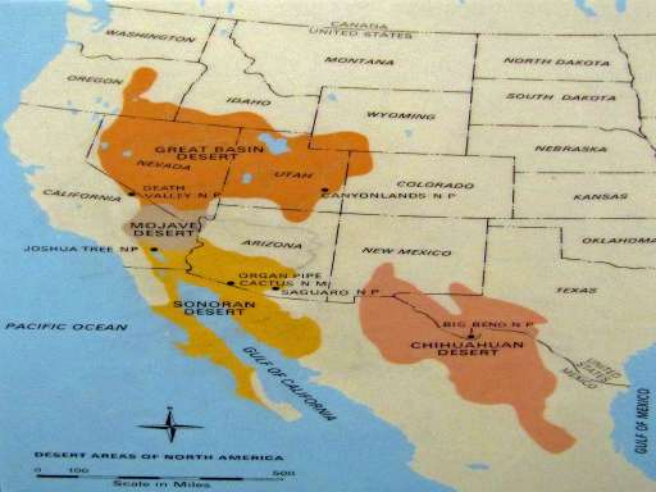 CANADA
UNITED STATES
WASHINGTON
MONTANA
NORTH DAKOTA
OREGON
IDAHO
SOUTH DAKOTA
WYOMING
GREAT BASIN
DESERT
NEBRASKA
NEVADA
UTAH
DEATH
VALLEY N P
CALIFORNIA
CANYONLANDS N P
COLORADO
KANSAS
MOJAVE
DESERT
JOSHUA TREE NP
ARIZONA
NEW MEXICO
OKLAHOMA
ORGAN PIPE
CACTUS N M
SAGUARO N P
TEXAS
SONORAN
DESERT
BIG BEND N P
CHIHUAHUAN
DESERT
PACIFIC OCEAN
GULF OF CALIFORNIA
UNITED
STATES
MEXICO
GULF OF MEXICO
N
DESERT AREAS OF NORTH AMERICA
0 100 500
Scale in Miles